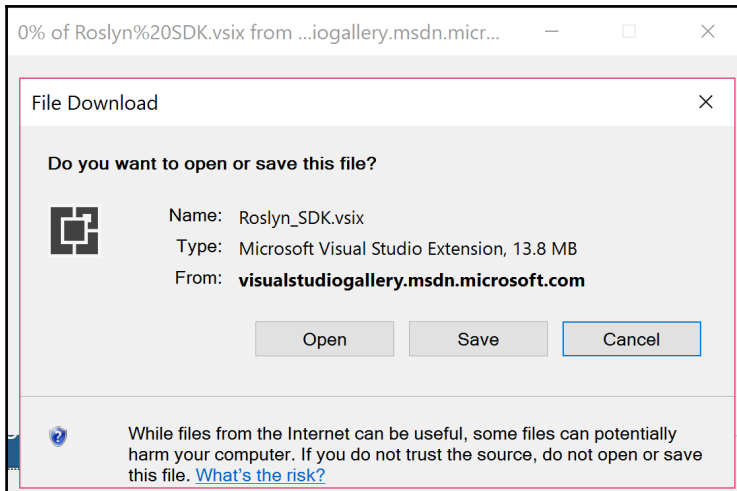 0% of Roslyn%20SDK.vsix from ...iogallery.msdn.micr...
File Download
Do you want to open or save this file?
Name: Roslyn_SDK.vsix
Type: Microsoft Visual Studio Extension, 13.8 MB
From: visualstudiogallery.msdn.microsoft.com
Open Save Cancel
While files from the Internet can be useful, some files can potentially
harm your computer. If you do not trust the source, do not open or save
this file. What's the risk?